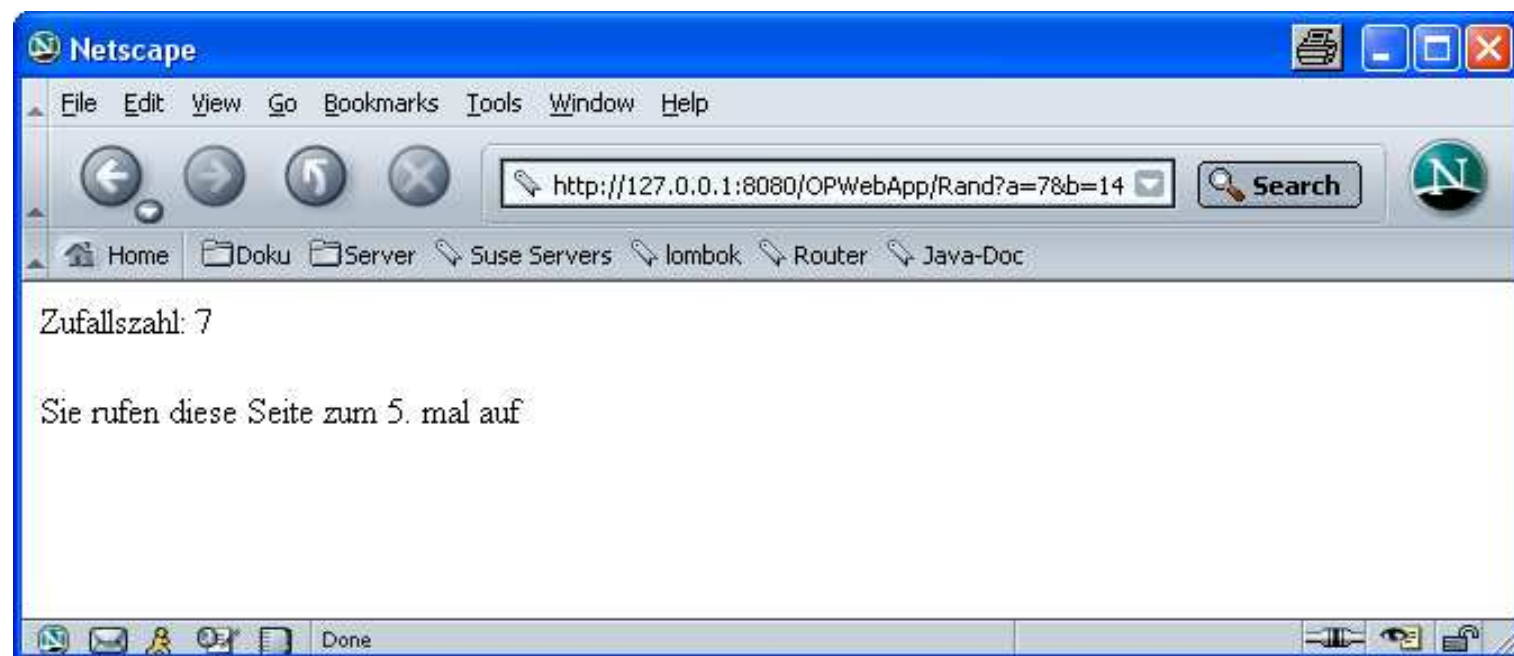 Netscape
File Edit View Go Bookmarks Tools Window Help
http://127.0.0.1:8080/OPWebApp/Rand?a=7&b=14 Search N
Home Doku Server Suse Servers lombok Router Java-Doc
Zufallszahl: 7
Sie rufen diese Seite zum 5. mal auf
Done